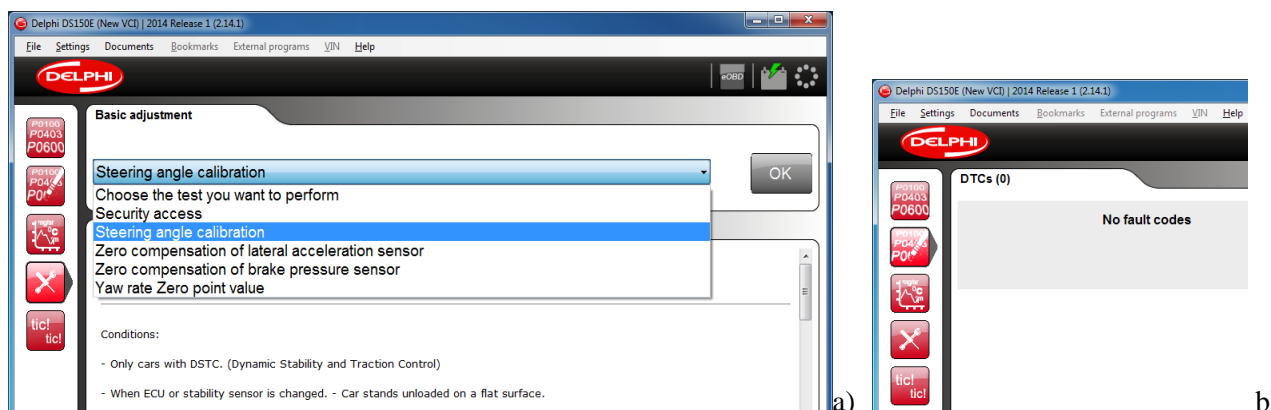 Delphi DS150E (New VCI) | 2014 Release 1 (2.14.1)
File Settings Documents Bookmarks External programs VIN Help
DELPHI
eOBD
Basic adjustment
P0100
P0403
P0600
Steering angle calibration
OK
Choose the test you want to perform
Security access
Steering angle calibration
Zero compensation of lateral acceleration sensor
Zero compensation of brake pressure sensor
Yaw rate Zero point value
tic!
tic!
Conditions:
- Only cars with DSTC. (Dynamic Stability and Traction Control)
- When ECU or stability sensor is changed. - Car stands unloaded on a flat surface.
a)
Delphi DS150E (New VCI) | 2014 Release 1 (2.14.1)
File Settings Documents Bookmarks External programs VIN Help
DELPHI
DTCs (0)
P0100
P0403
P0600
No fault codes
tic!
tic!
b